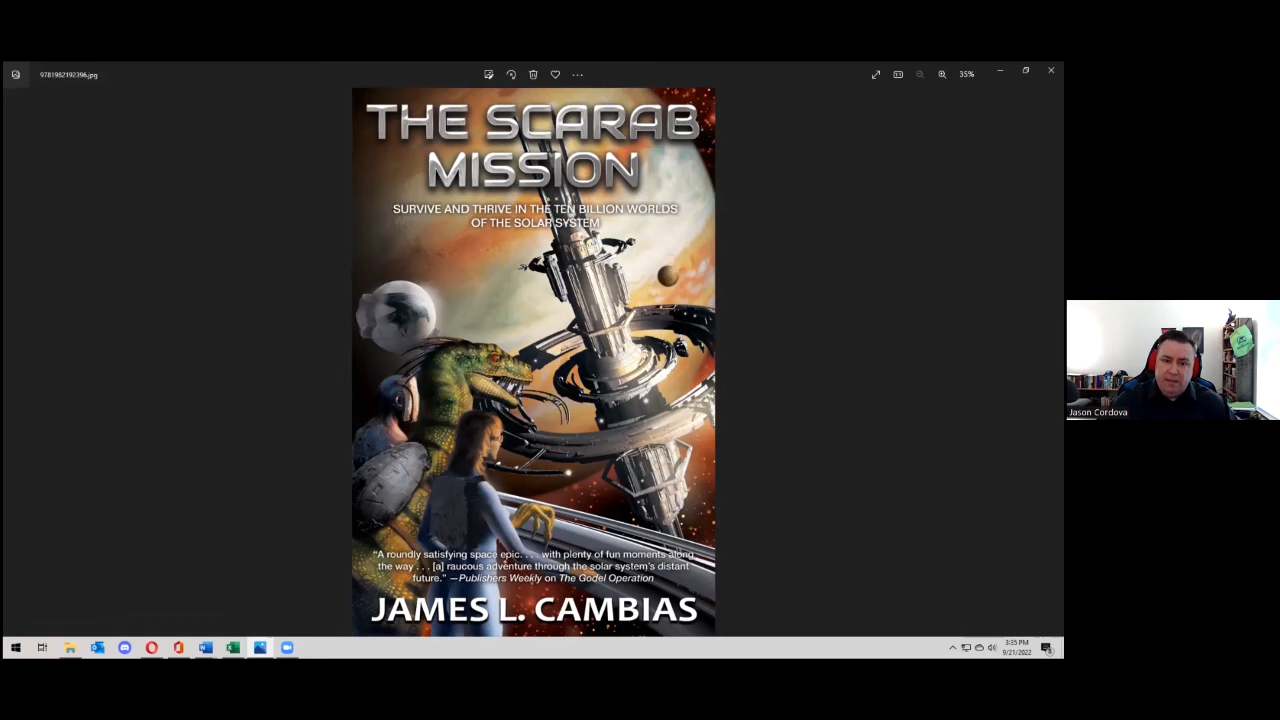 9781982192396.jpg
35%
THE SCARAB
MISSION
SURVIVE AND THRIVE IN THE TEN BILLION WORLDS
OF THE SOLAR SYSTEM
"A roundly satisfying space epic. . . . with plenty of fun moments along
the way . . . [a] raucous adventure through the solar system's distant
future." —Publishers Weekly on The Godel Operation
JAMES L. CAMBIAS
Jason Cordova
3:35 PM
9/21/2022